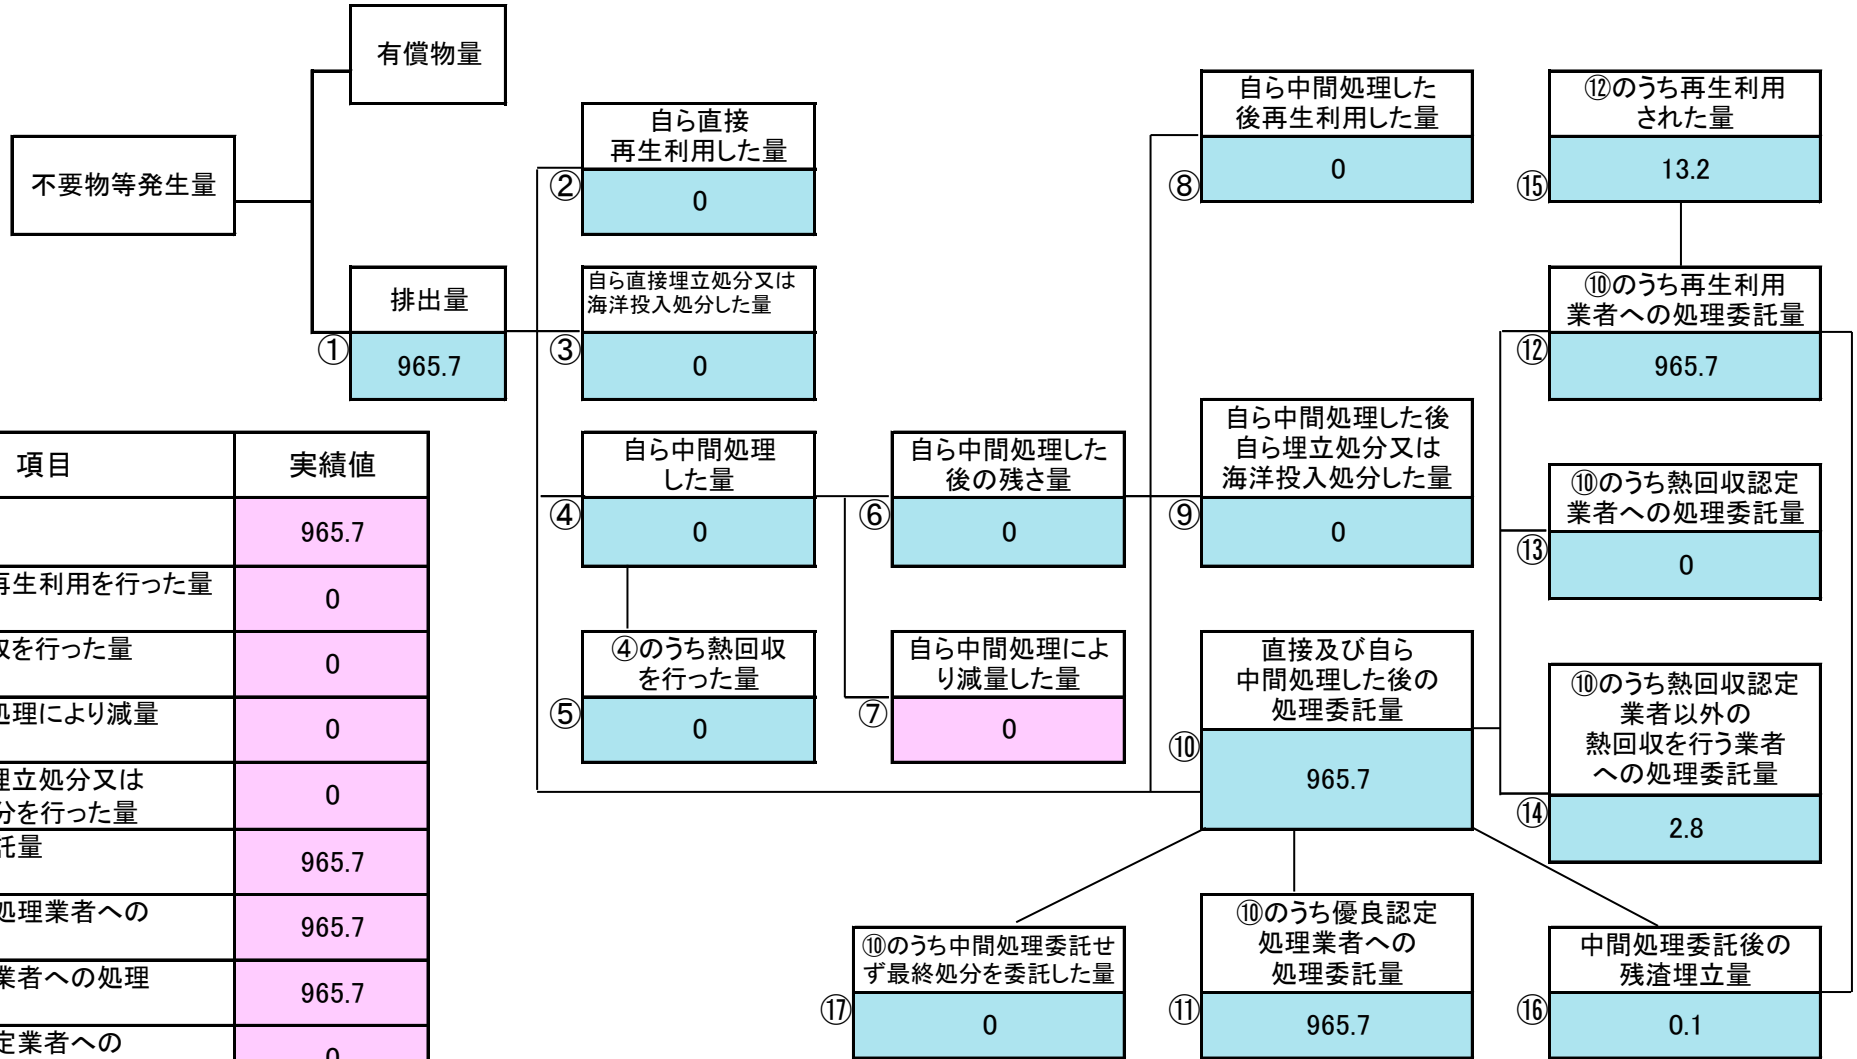 有償物量
不要物等発生量
排出量
①
965.7
自ら直接
再生利用した量
②
0
自ら直接埋立処分又は
海洋投入処分した量
③
0
自ら中間処理
した量
④
0
④のうち熱回収
を行った量
⑤
0
自ら中間処理した
後の残さ量
⑥
0
自ら中間処理によ
り減量した量
⑦
0
自ら中間処理した
後再生利用した量
⑧
0
自ら中間処理した後
自ら埋立処分又は
海洋投入処分した量
⑨
0
直接及び自ら
中間処理した後の
処理委託量
⑩
965.7
⑫のうち再生利用
された量
⑮
13.2
⑩のうち再生利用
業者への処理委託量
⑫
965.7
⑩のうち熱回収認定
業者への処理委託量
⑬
0
⑩のうち熱回収認定
業者以外の
熱回収を行う業者
への処理委託量
⑭
2.8
⑩のうち中間処理委託せ
ず最終処分を委託した量
⑰
0
⑩のうち優良認定
処理業者への
処理委託量
⑪
965.7
中間処理委託後の
残渣埋立量
⑯
0.1
項目 実績値
965.7
再生利用を行った量
0
を行った量
0
処理により減量
0
埋立処分又は
分を行った量
0
託量
965.7
処理業者への
965.7
業者への処理
965.7
定業者への
0